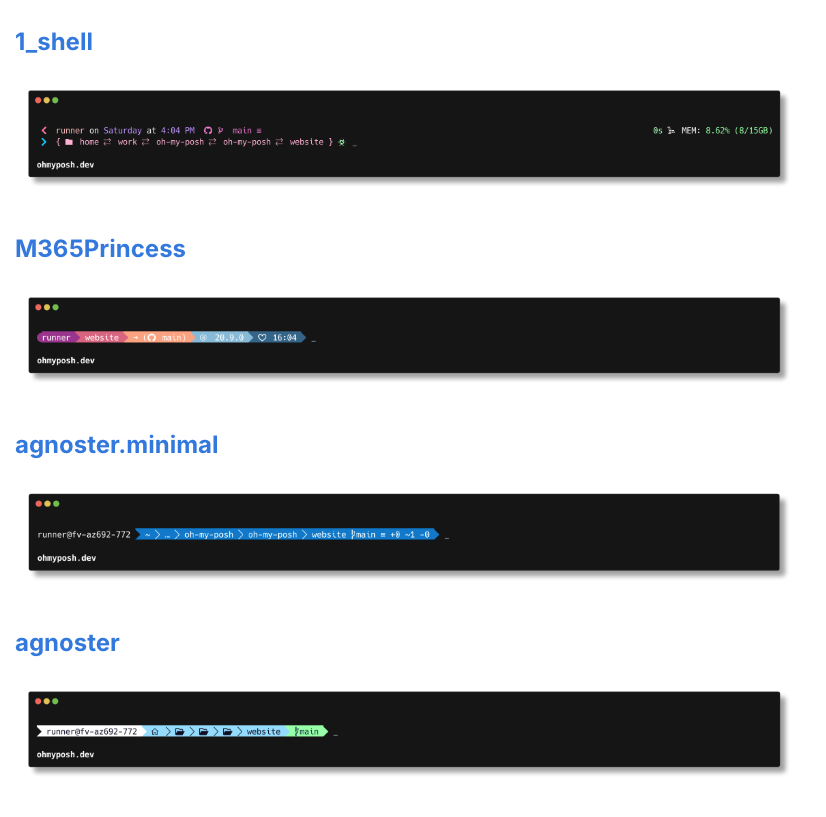 1_shell
runner on Saturday at 4:04 PM main ≡ 0s MEM: 8.62% (8/15GB)
{ home ⇄ work ⇄ oh-my-posh ⇄ oh-my-posh ⇄ website } _
ohmyposh.dev
M365Princess
runner website → ( main) 20.9.0 ♡ 16:04 _
ohmyposh.dev
agnoster.minimal
runner@fv-az692-772 ~ … oh-my-posh oh-my-posh website main ≡ +0 ~1 -0 _
ohmyposh.dev
agnoster
runner@fv-az692-772 website main _
ohmyposh.dev